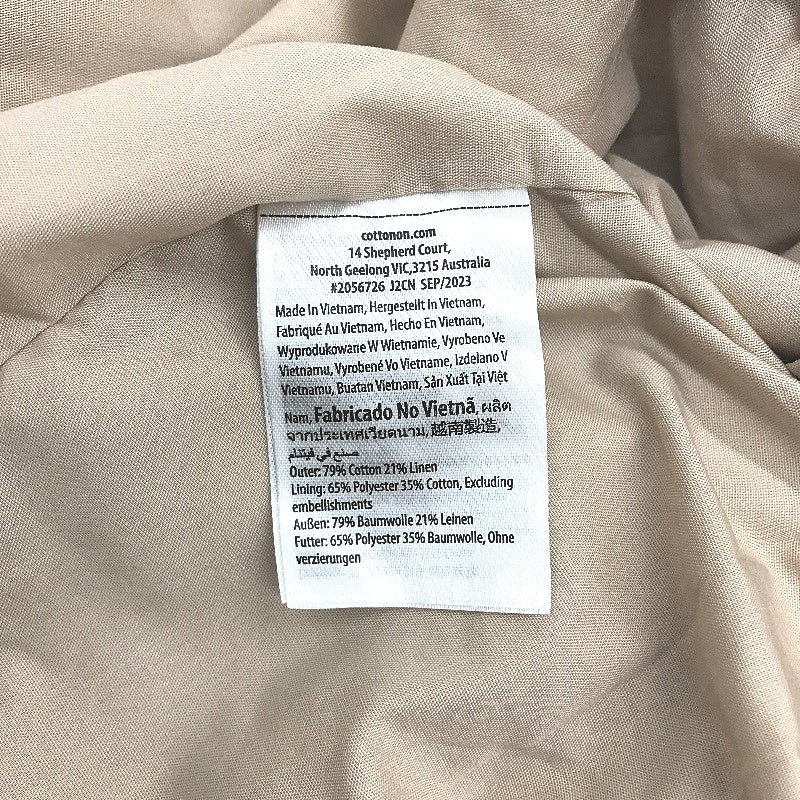 cottonon.com
14 Shepherd Court,
North Geelong ViC,3215 Australia
#2056726 J2CN SEP/2023
Made In Vietnam, Hergestellt In Vietnam,
Fabriqué Au Vietnam, Hecho En Vietnam,
Wyprodukowane W Wietnamie, Vyrobeno Ve
Vietnamu, Vyrobené Vo Vietname, Izdelano V
Vietnamu, Buatan Vietnam, Sản Xuất Tại Việt
Nam, Fabricado No Vietnã, ผลิต
จากประเทศเวียดนาม, 越南製造,
صنع في فيتنام
Outer: 79% Cotton 21% Linen
Lining: 65% Polyester 35% Cotton, Excluding
embellishments
Außen: 79% Baumwolle 21% Leinen
Futter: 65% Polyester 35% Baumwolle, Ohne
verzierungen